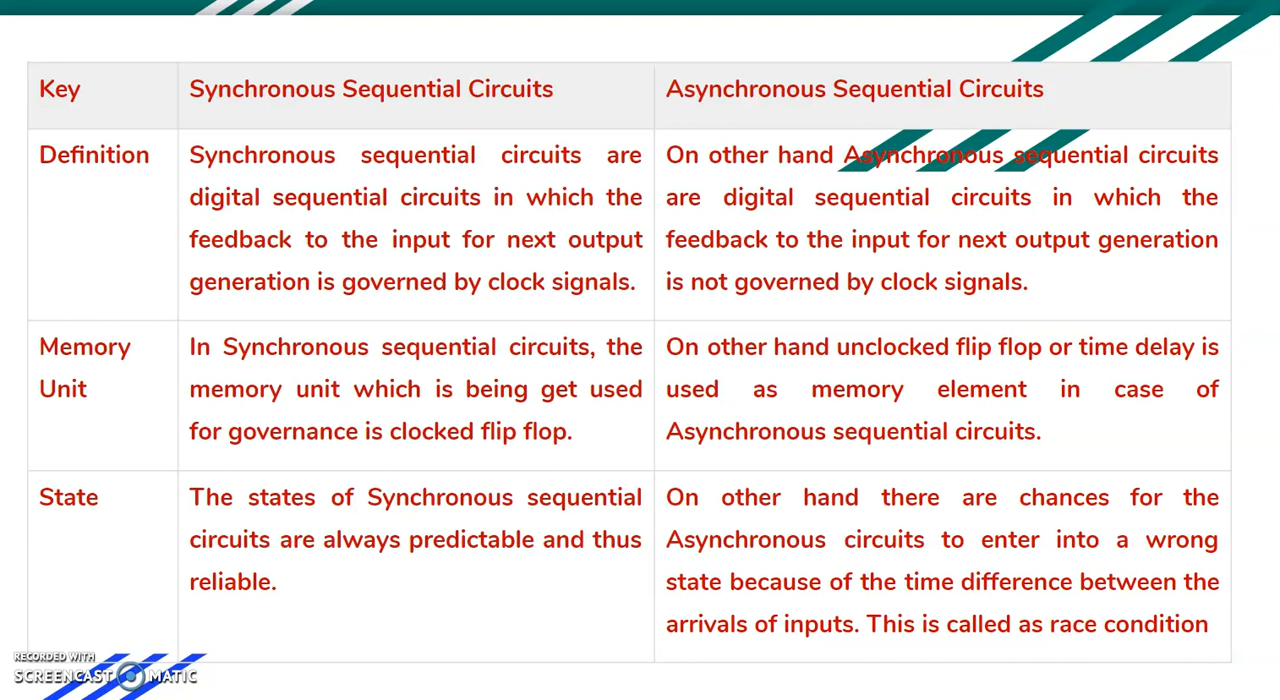 Key
Synchronous Sequential Circuits
Asynchronous Sequential Circuits
Definition
Synchronous sequential circuits are
digital sequential circuits in which the
feedback to the input for next output
generation is governed by clock signals.
On other hand Asynchronous sequential circuits
are digital sequential circuits in which the
feedback to the input for next output generation
is not governed by clock signals.
Memory
Unit
In Synchronous sequential circuits, the
memory unit which is being get used
for governance is clocked flip flop.
On other hand unclocked flip flop or time delay is
used as memory element in case of
Asynchronous sequential circuits.
State
The states of Synchronous sequential
circuits are always predictable and thus
reliable.
On other hand there are chances for the
Asynchronous circuits to enter into a wrong
state because of the time difference between the
arrivals of inputs. This is called as race condition
RECORDED WITH
SCREENCAST MATIC